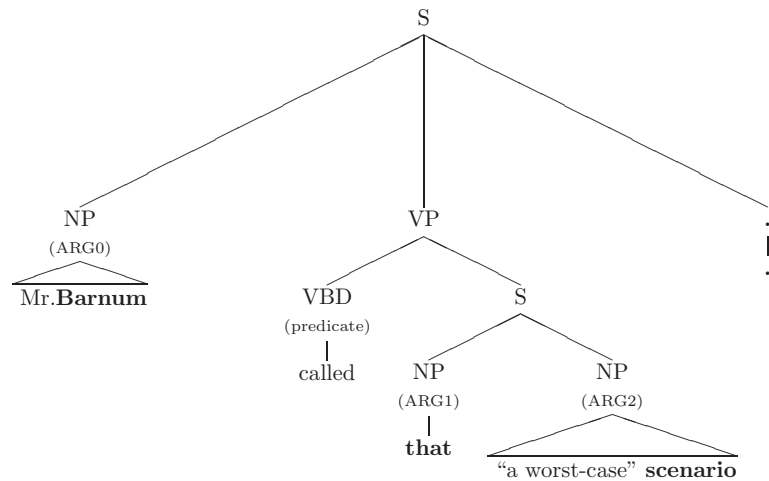 S
NP VP .
(ARG0)
.
Mr.Barnum VBD S
(predicate)
called NP NP
(ARG1) (ARG2)
that
“a worst-case” scenario